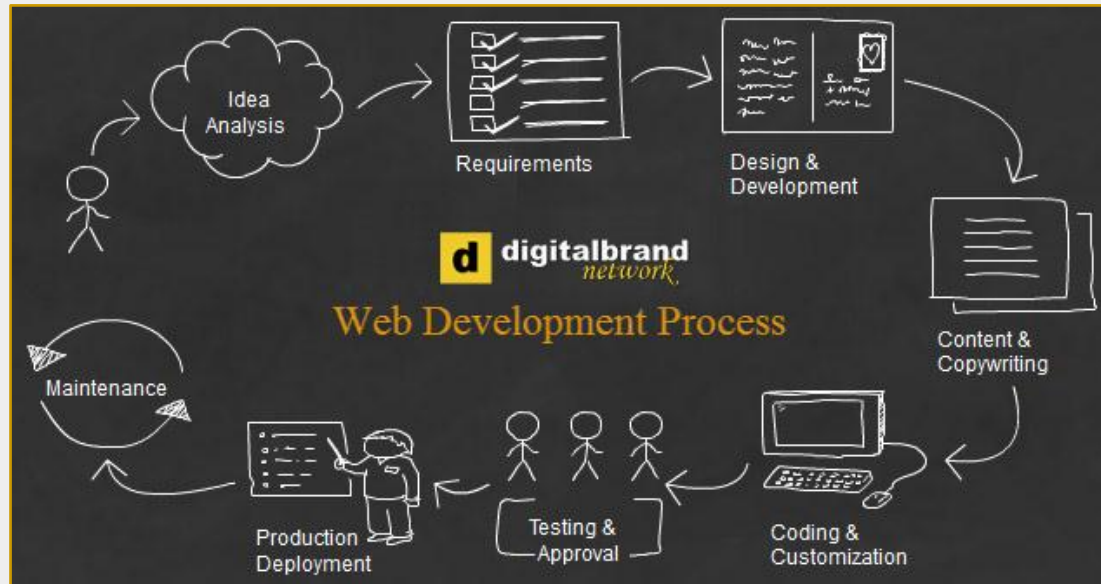 Idea
Analysis
Requirements
Design &
Development
d digitalbrand
network
Web Development Process
Content &
Copywriting
Maintenance
Production
Deployment
Testing &
Approval
Coding &
Customization